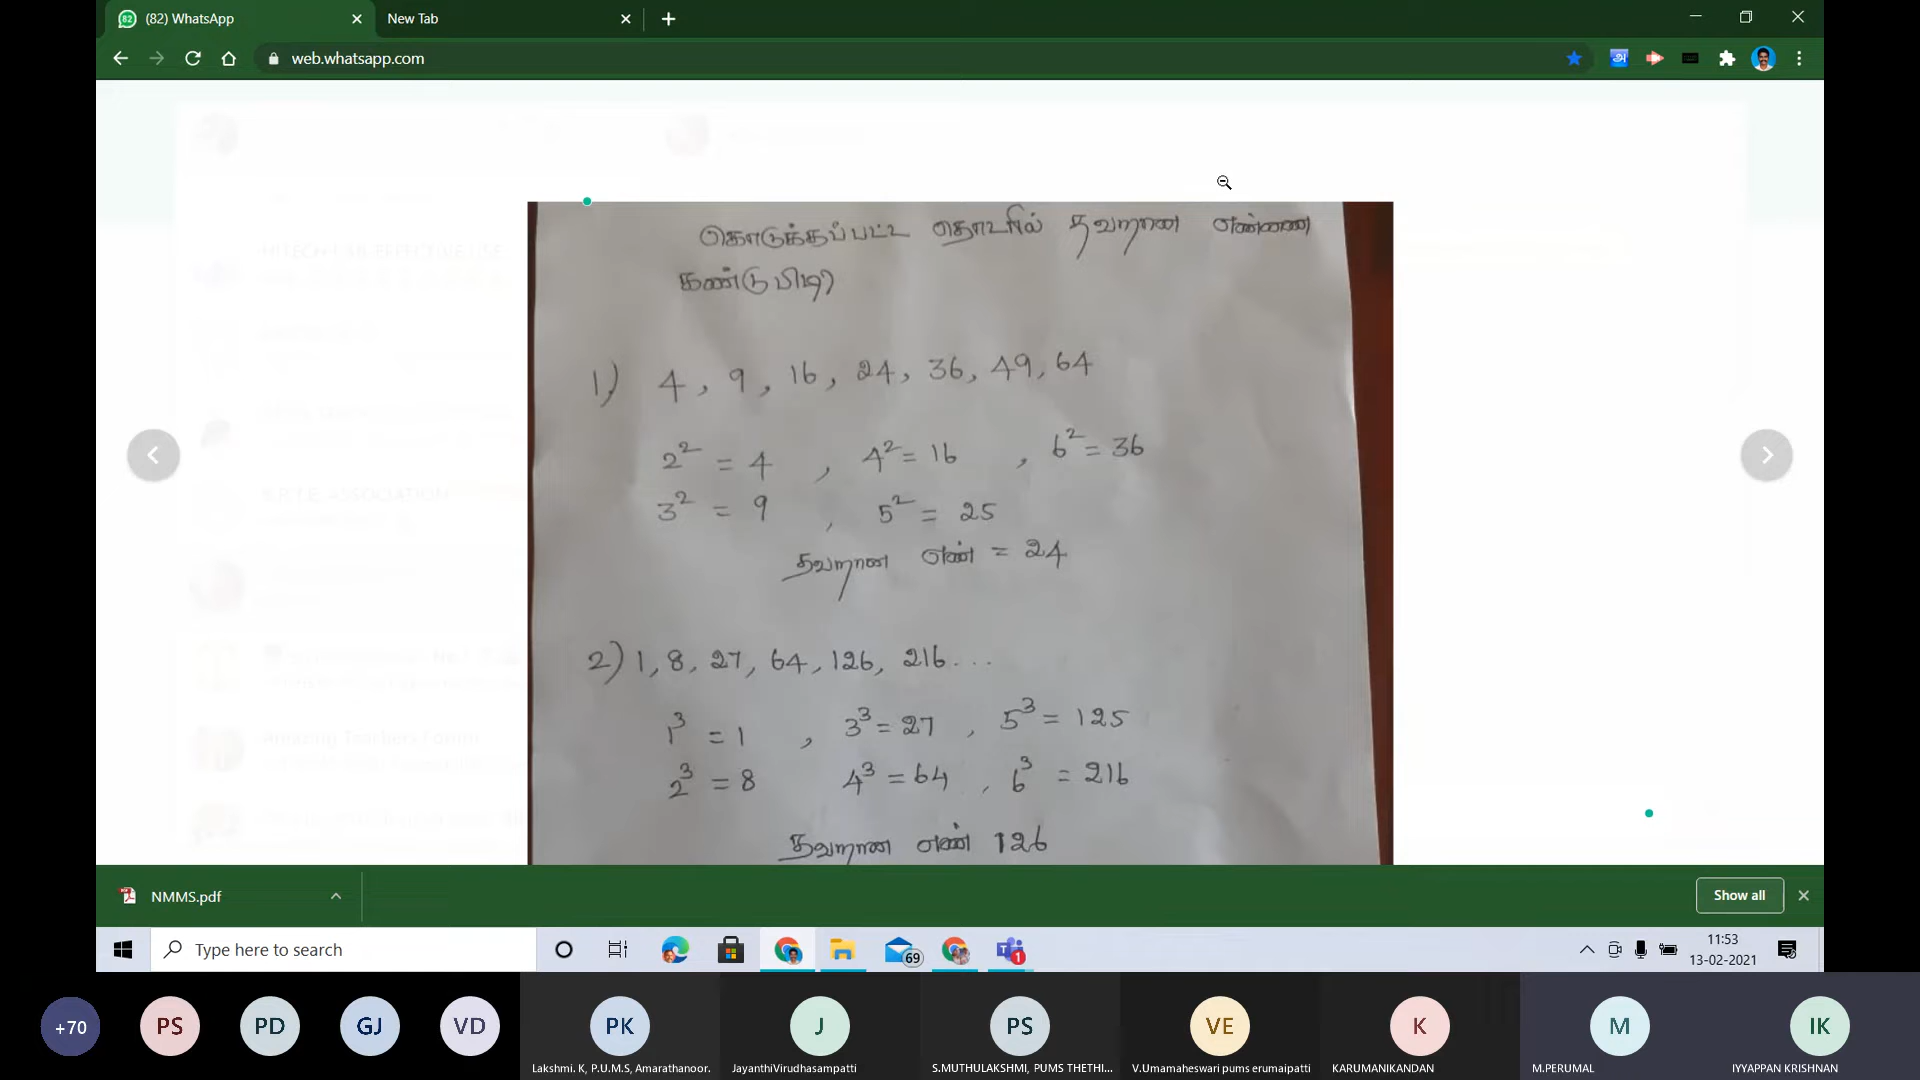 (82) WhatsApp
New Tab
web.whatsapp.com
கொடுக்கப்பட்ட தொடரில் தவறான எண்ணை
கண்டுபிடி)
1) 4, 9, 16, 24, 36, 49, 64
2² = 4 , 4² = 16 , 6² = 36
3² = 9 , 5² = 25
தவறான எண் = 24
2) 1, 8, 27, 64, 126, 216...
1³ = 1 , 3³ = 27 , 5³ = 125
2³ = 8 4³ = 64 , 6³ = 216
தவறான எண் 126
NMMS.pdf
Show all
Type here to search
69
1
11:53
13-02-2021
+70 PS PD GJ VD PK J PS VE K M IK
Lakshmi. K, P.U.M.S, Amarathanoor. JayanthiVirudhasampatti S.MUTHULAKSHMI, PUMS THETHI... V.Umamaheswari pums erumaipatti KARUMANIKANDAN M.PERUMAL IYYAPPAN KRISHNAN